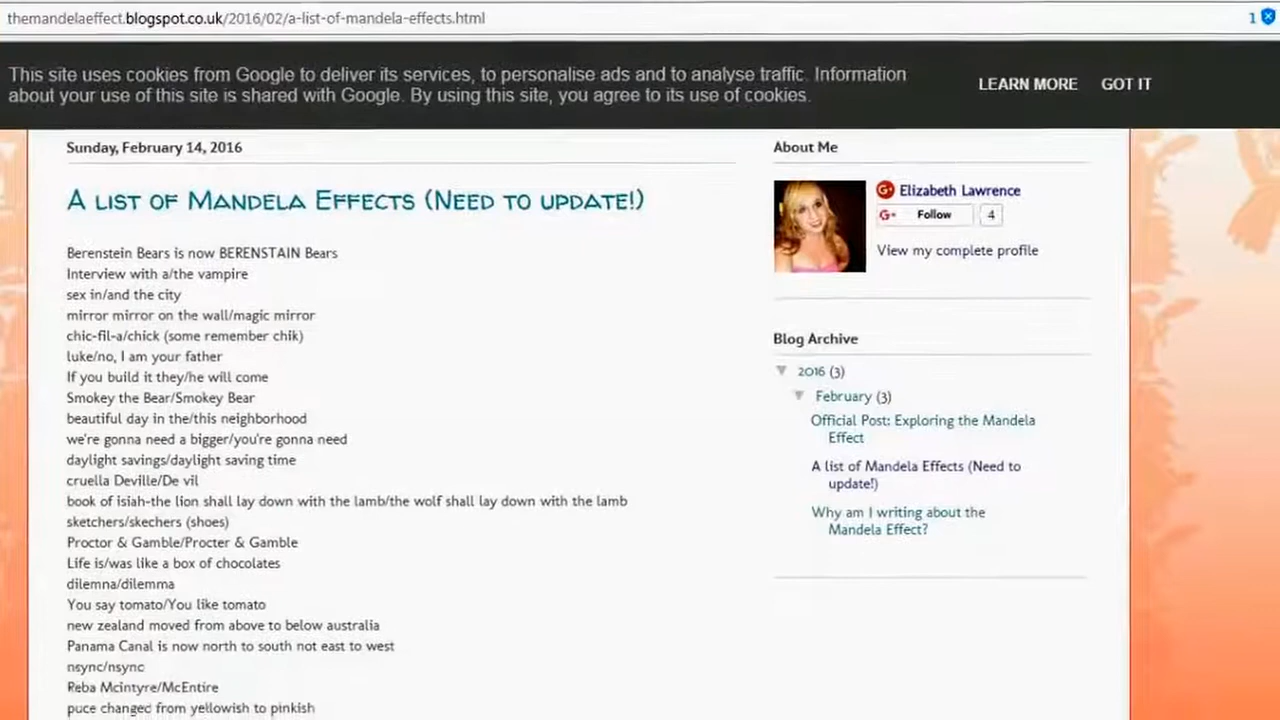 themandelaeffect.blogspot.co.uk/2016/02/a-list-of-mandela-effects.html
1
This site uses cookies from Google to deliver its services, to personalise ads and to analyse traffic. Information
about your use of this site is shared with Google. By using this site, you agree to its use of cookies.
LEARN MORE GOT IT
Sunday, February 14, 2016
A list of Mandela Effects (Need to update!)
Berenstein Bears is now BERENSTAIN Bears
Interview with a/the vampire
sex in/and the city
mirror mirror on the wall/magic mirror
chic-fil-a/chick (some remember chik)
luke/no, I am your father
If you build it they/he will come
Smokey the Bear/Smokey Bear
beautiful day in the/this neighborhood
we're gonna need a bigger/you're gonna need
daylight savings/daylight saving time
cruella Deville/De vil
book of isiah-the lion shall lay down with the lamb/the wolf shall lay down with the lamb
sketchers/skechers (shoes)
Proctor & Gamble/Procter & Gamble
Life is/was like a box of chocolates
dilemna/dilemma
You say tomato/You like tomato
new zealand moved from above to below australia
Panama Canal is now north to south not east to west
nsync/nsync
Reba Mcintyre/McEntire
puce changed from yellowish to pinkish
About Me
G+ Elizabeth Lawrence
G+ Follow 4
View my complete profile
Blog Archive
▼ 2016 (3)
▼ February (3)
Official Post: Exploring the Mandela
Effect
A list of Mandela Effects (Need to
update!)
Why am I writing about the
Mandela Effect?